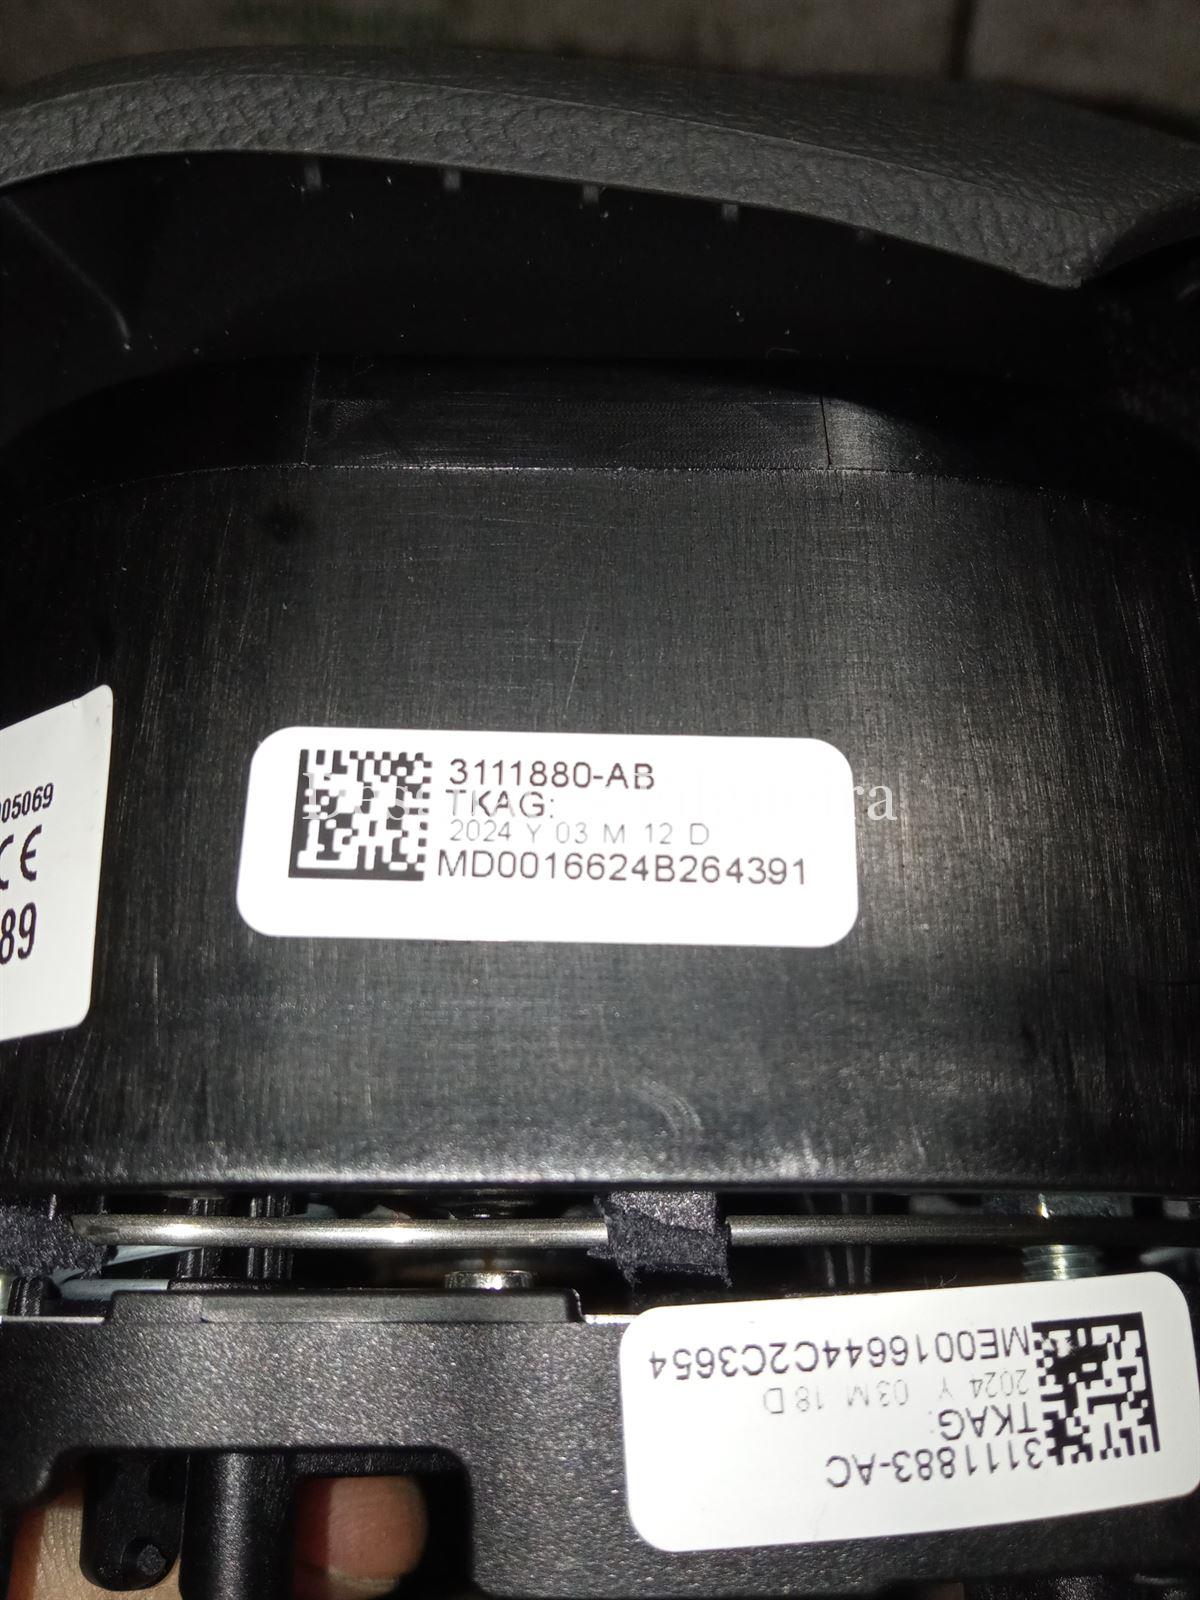 005069
CE
89
3111880-AB
TKAG:
2024 Y 03 M 12 D
MD0016624B264391
ME0016644C2C3654
2024 Y 03 M 18 D
TKAG:
3111883-AC